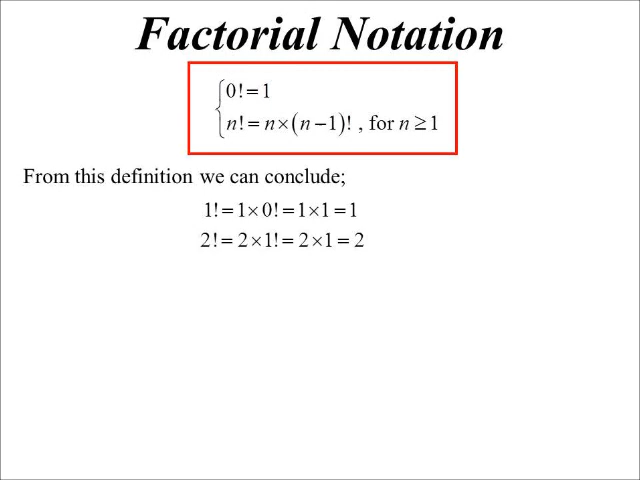 Factorial Notation
0!=1
n!=n×(n−1)! , for n≥1
From this definition we can conclude;
1!=1×0!=1×1=1
2!=2×1!=2×1=2